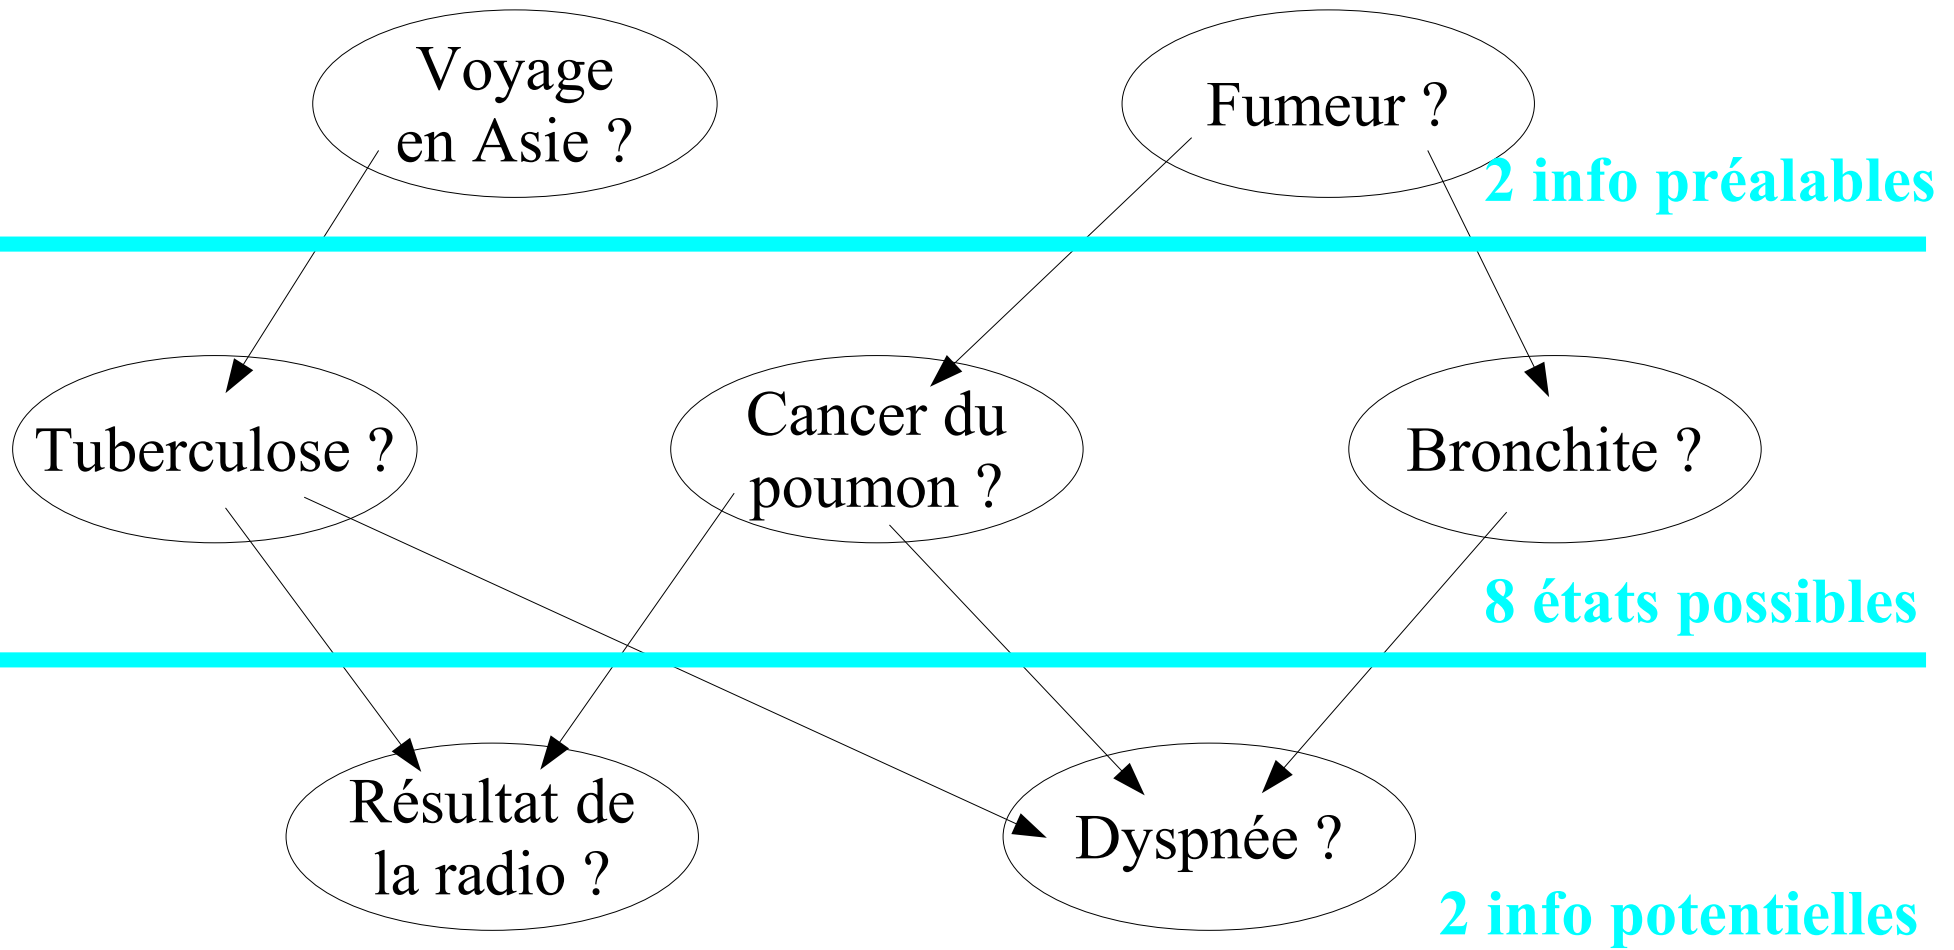 Voyage
en Asie ?
Fumeur ?
2 info préalables
Tuberculose ?
Cancer du
poumon ?
Bronchite ?
8 états possibles
Résultat de
la radio ?
Dyspnée ?
2 info potentielles